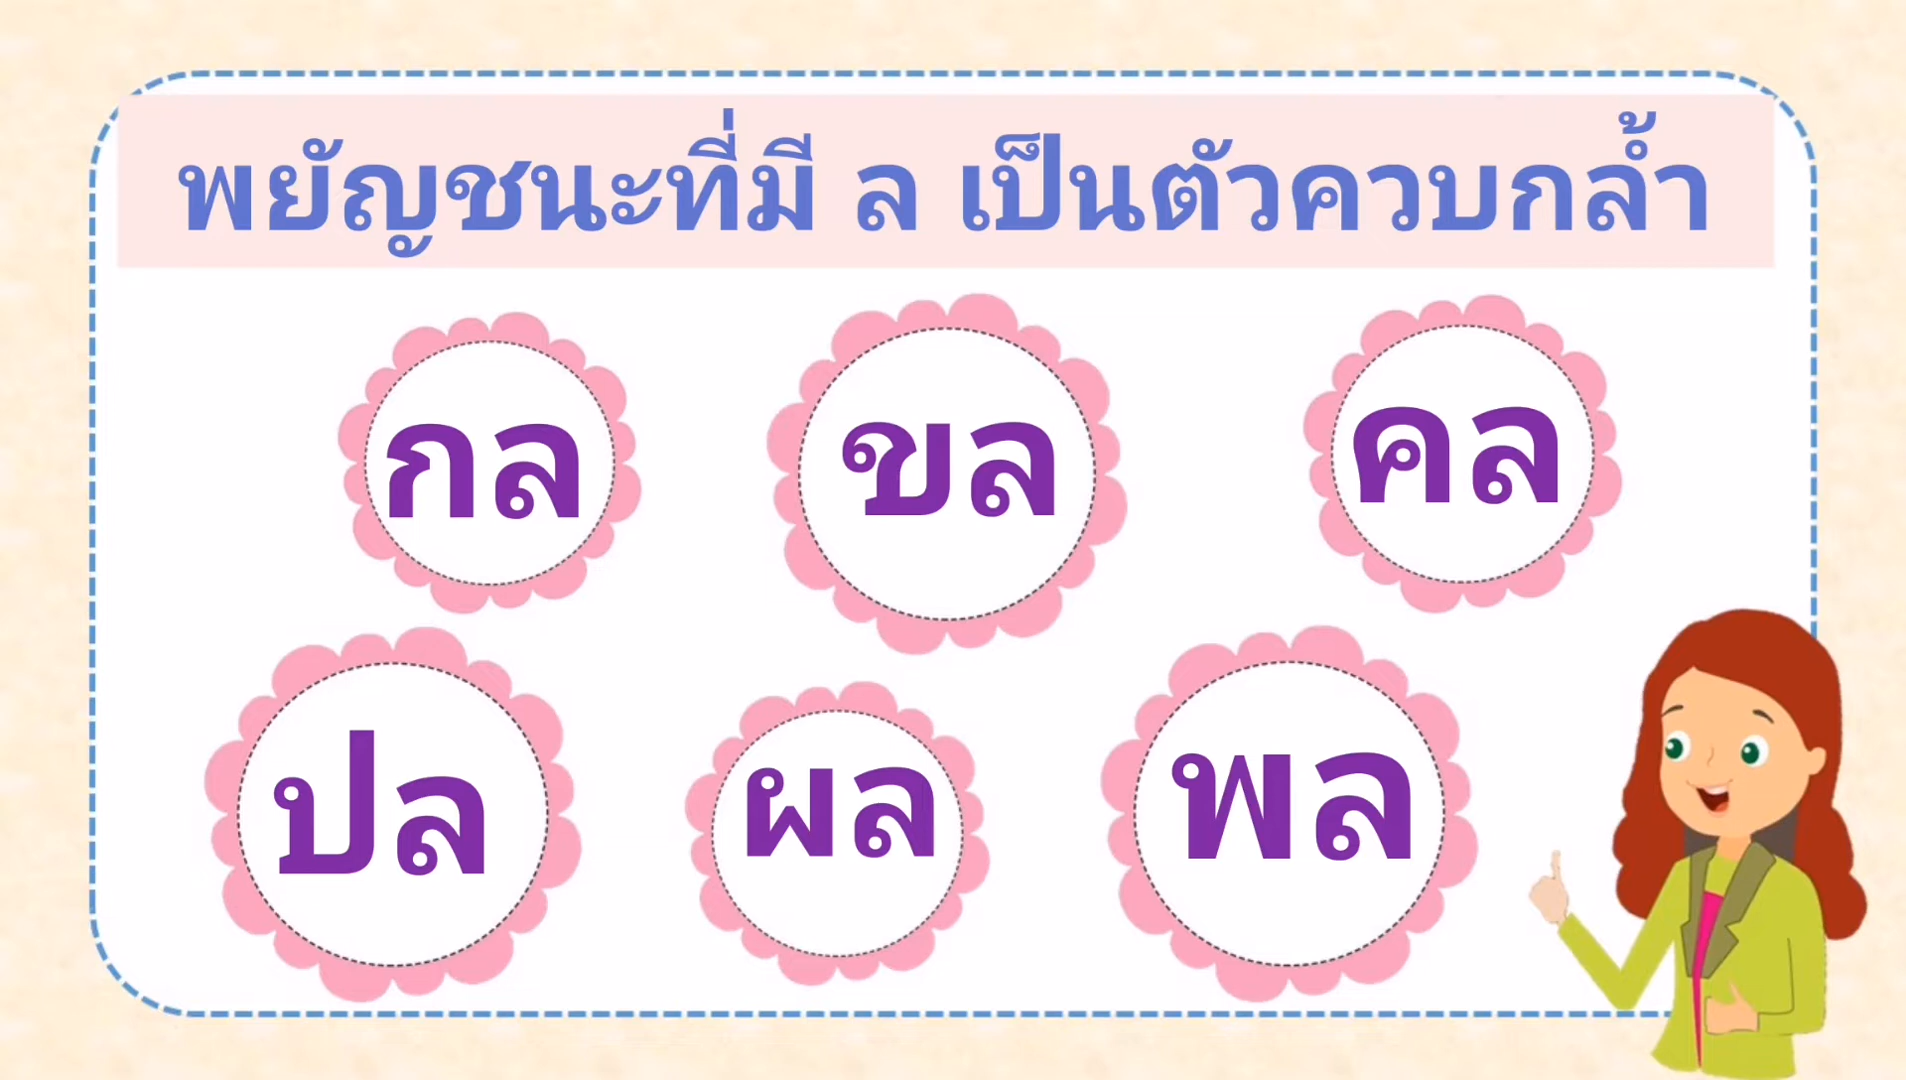 พยัญชนะที่มี ล เป็นตัวควบกล้ำ
กล ขล คล
ปล ผล พล